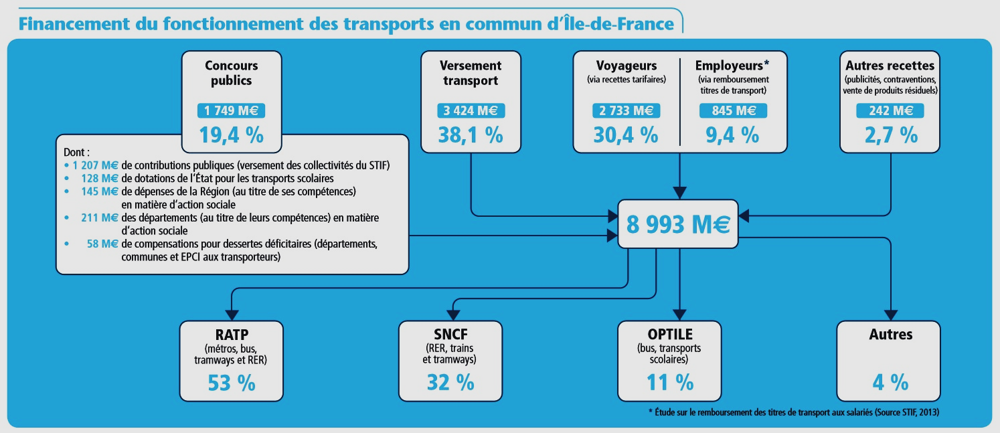 Financement du fonctionnement des transports en commun d'Île-de-France
Concours
publics
1 749 M€
19,4 %
Dont :
• 1 207 M€ de contributions publiques (versement des collectivités du STIF)
• 128 M€ de dotations de l'État pour les transports scolaires
• 145 M€ de dépenses de la Région (au titre de ses compétences)
en matière d'action sociale
• 211 M€ des départements (au titre de leurs compétences) en matière
d'action sociale
• 58 M€ de compensations pour dessertes déficitaires (départements,
communes et EPCI aux transporteurs)
Versement
transport
3 424 M€
38,1 %
Voyageurs
(via recettes tarifaires)
2 733 M€
30,4 %
Employeurs*
(via remboursement
titres de transport)
845 M€
9,4 %
Autres recettes
(publicités, contraventions,
vente de produits résiduels)
242 M€
2,7 %
8 993 M€
RATP
(métros, bus,
tramways et RER)
53 %
SNCF
(RER, trains
et tramways)
32 %
OPTILE
(bus, transports
scolaires)
11 %
Autres
4 %
* Étude sur le remboursement des titres de transport aux salariés (Source STIF, 2013)